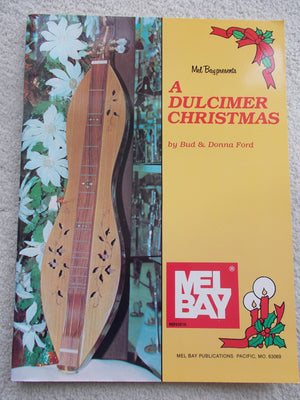 Mel Bay presents
A
DULCIMER
CHRISTMAS
by Bud & Donna Ford
MEL
BAY
®
MEL BAY PUBLICATIONS PACIFIC, MO. 63069